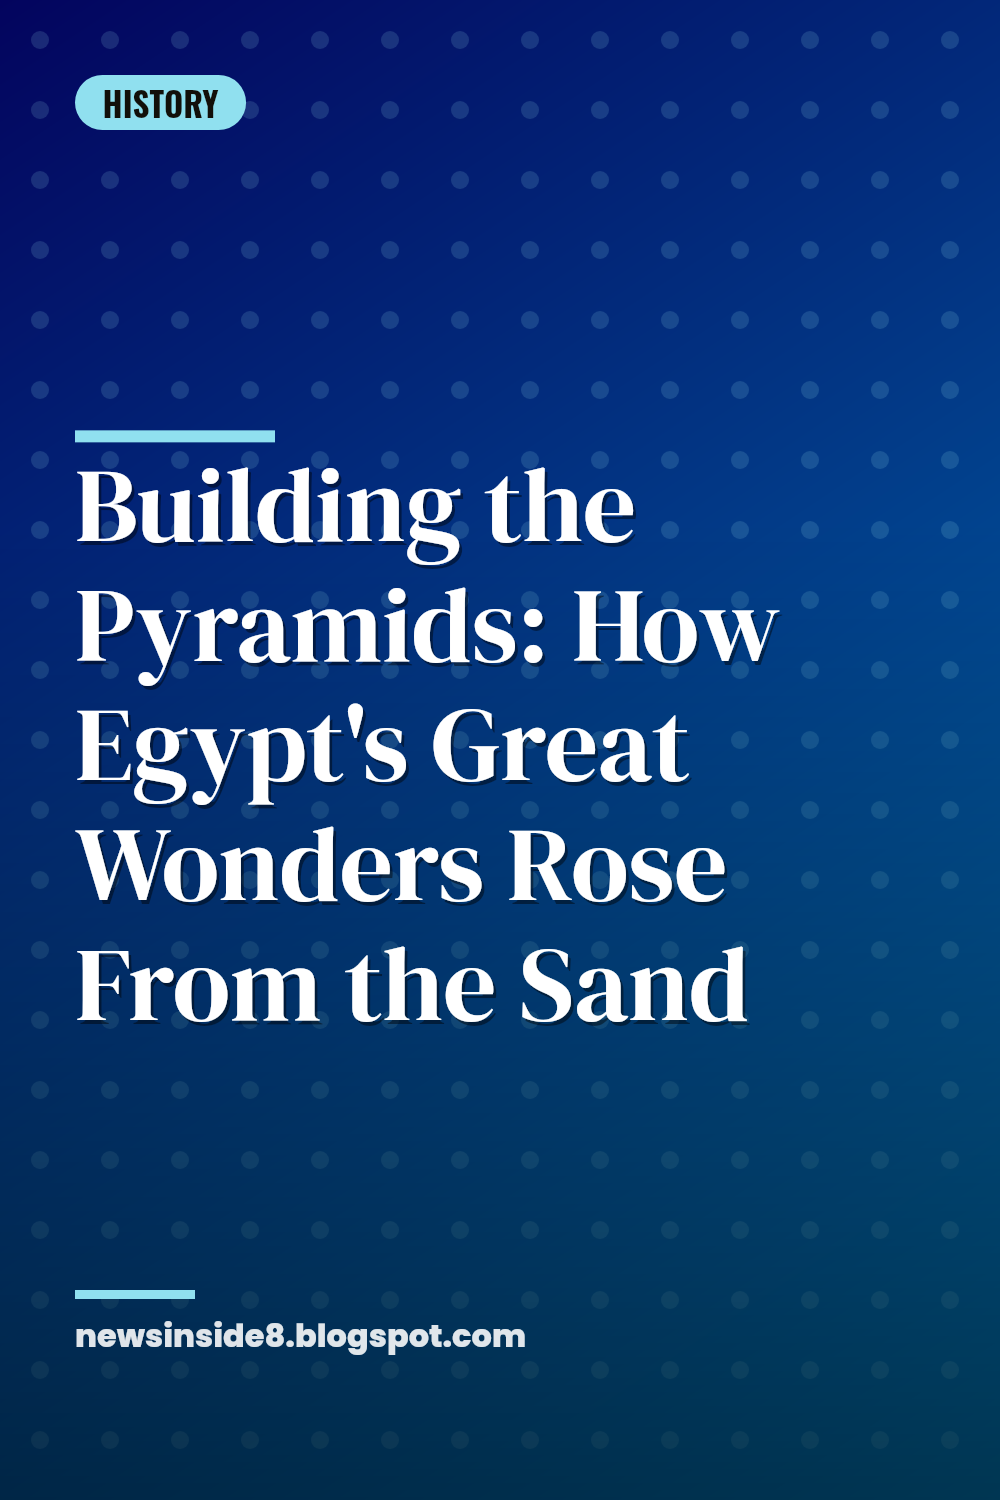 HISTORY
Building the
Pyramids: How
Egypt's Great
Wonders Rose
From the Sand
newsinside8.blogspot.com